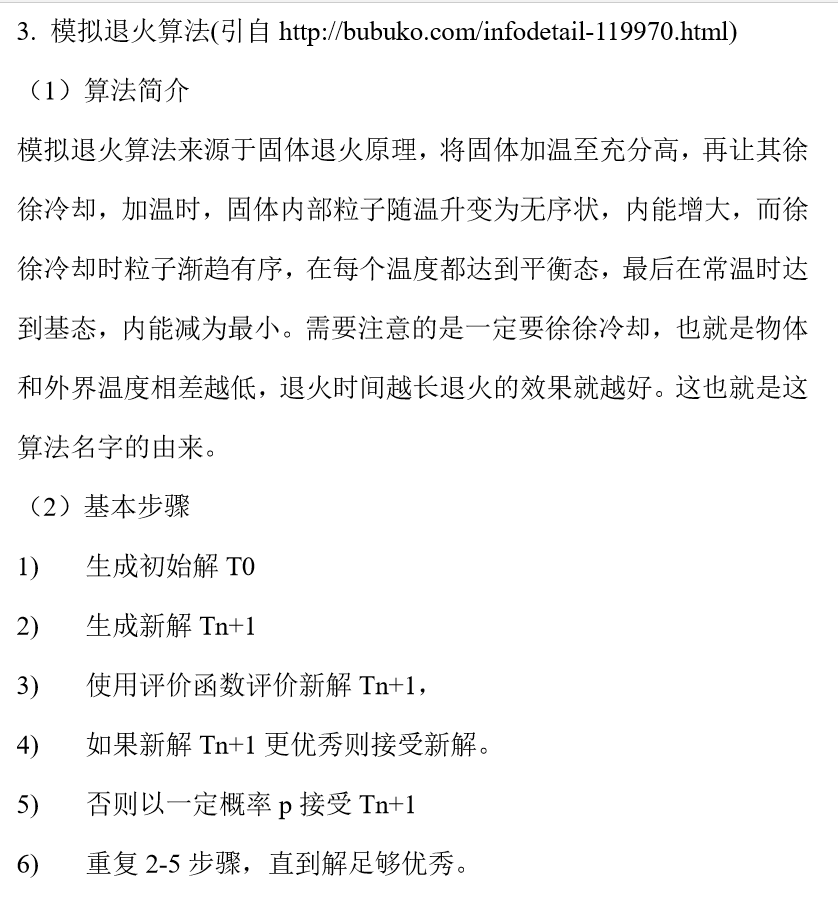 3. 模拟退火算法(引自 http://bubuko.com/infodetail-119970.html)
（1）算法简介
模拟退火算法来源于固体退火原理，将固体加温至充分高，再让其徐
徐冷却，加温时，固体内部粒子随温升变为无序状，内能增大，而徐
徐冷却时粒子渐趋有序，在每个温度都达到平衡态，最后在常温时达
到基态，内能减为最小。需要注意的是一定要徐徐冷却，也就是物体
和外界温度相差越低，退火时间越长退火的效果就越好。这也就是这
算法名字的由来。
（2）基本步骤
1) 生成初始解 T0
2) 生成新解 Tn+1
3) 使用评价函数评价新解 Tn+1，
4) 如果新解 Tn+1 更优秀则接受新解。
5) 否则以一定概率 p 接受 Tn+1
6) 重复 2-5 步骤，直到解足够优秀。